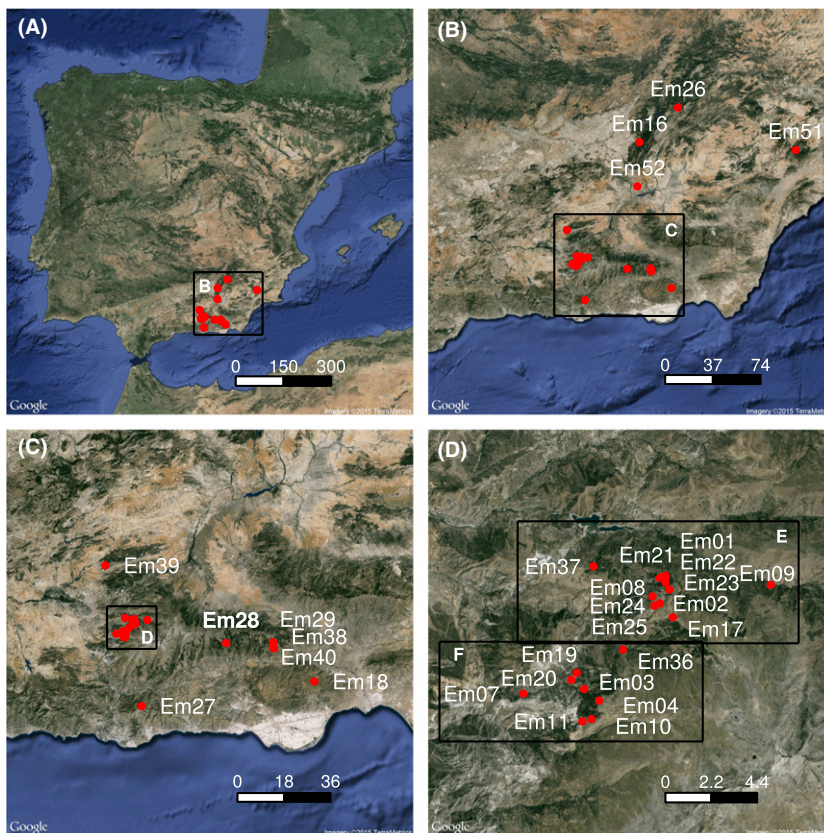 (A)
B
0 150 300
Google
Imagery ©2015 TerraMetrics
(B)
Em26
Em16
Em51
Em52
C
0 37 74
Google
Imagery ©2015 TerraMetrics
(C)
Em39
D
Em28
Em29
Em38
Em40
Em18
Em27
0 18 36
Google
(D)
E
Em01
Em21
Em22
Em37
Em23
Em09
Em08
Em24
Em02
Em25
Em17
F
Em19
Em36
Em20
Em03
Em07
Em04
Em11
Em10
0 2.2 4.4
Google